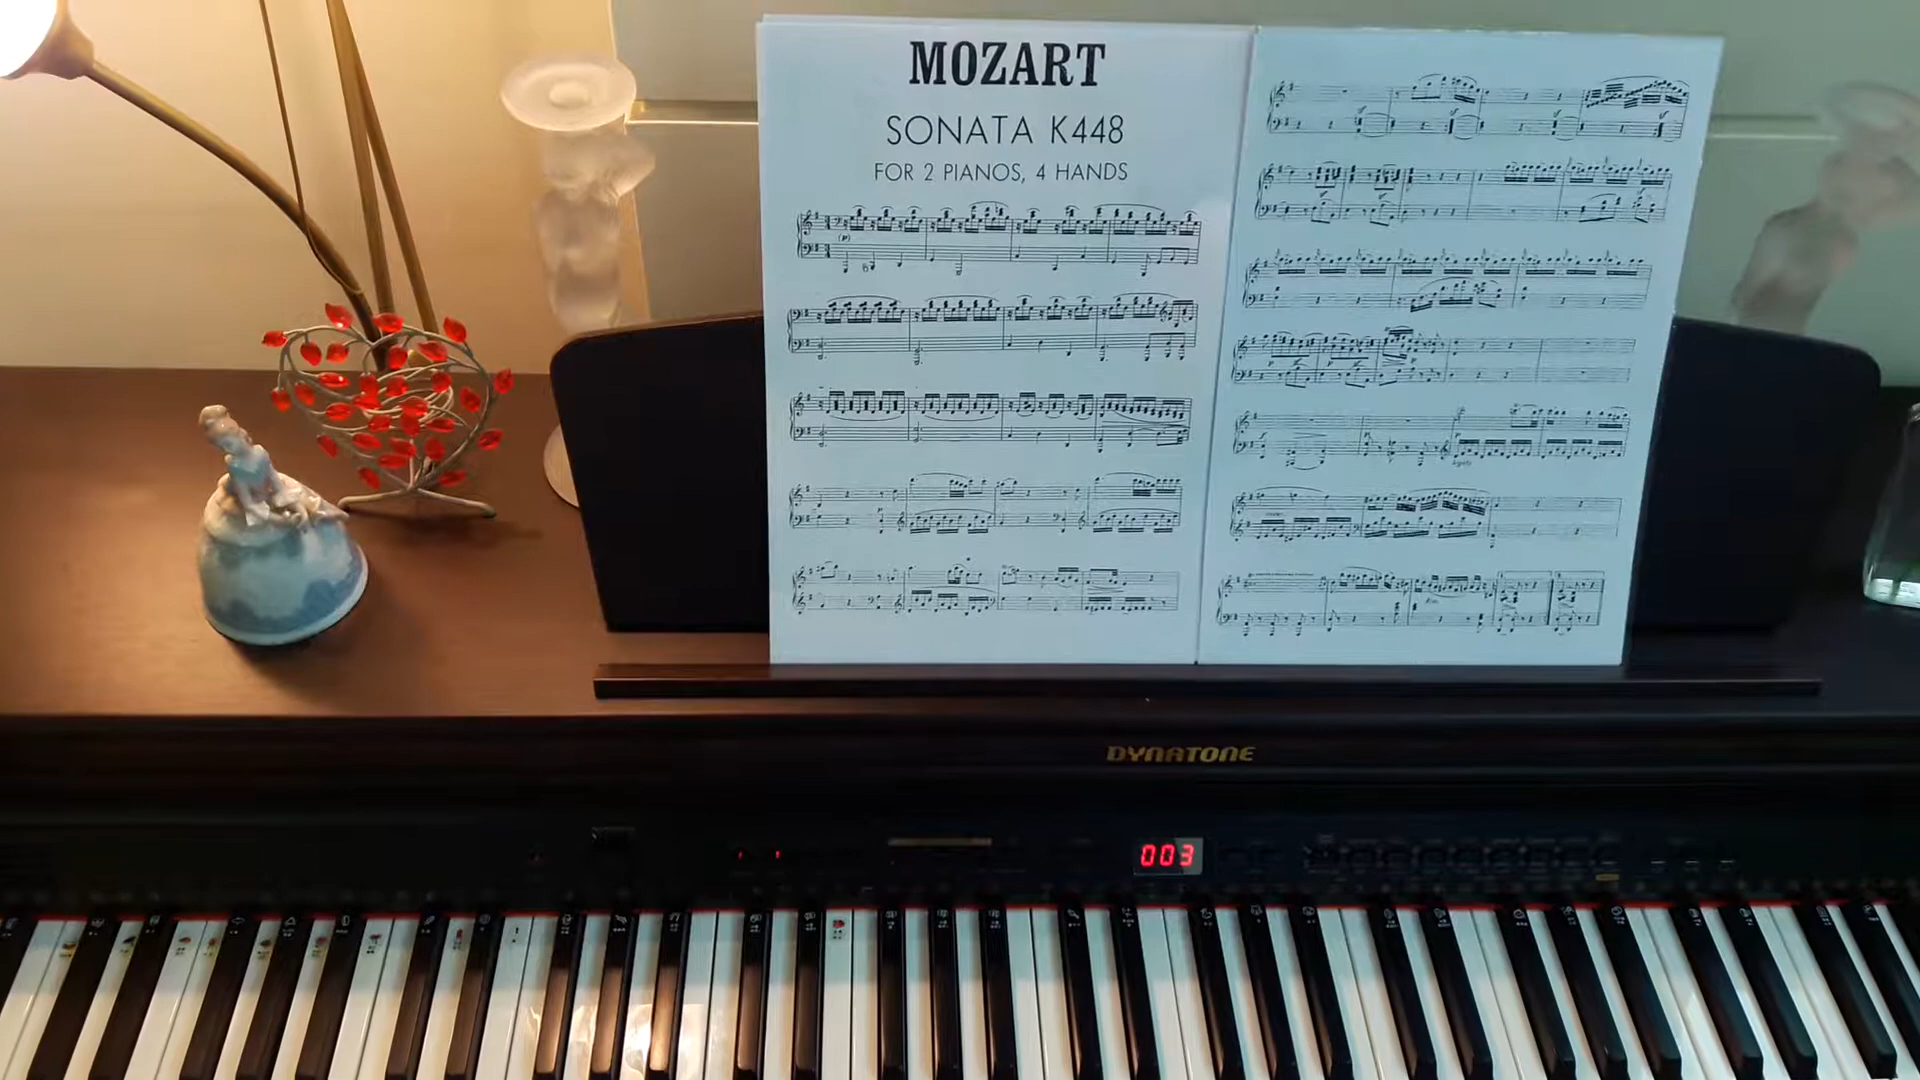 MOZART
SONATA K448
FOR 2 PIANOS, 4 HANDS
DYNATONE
003